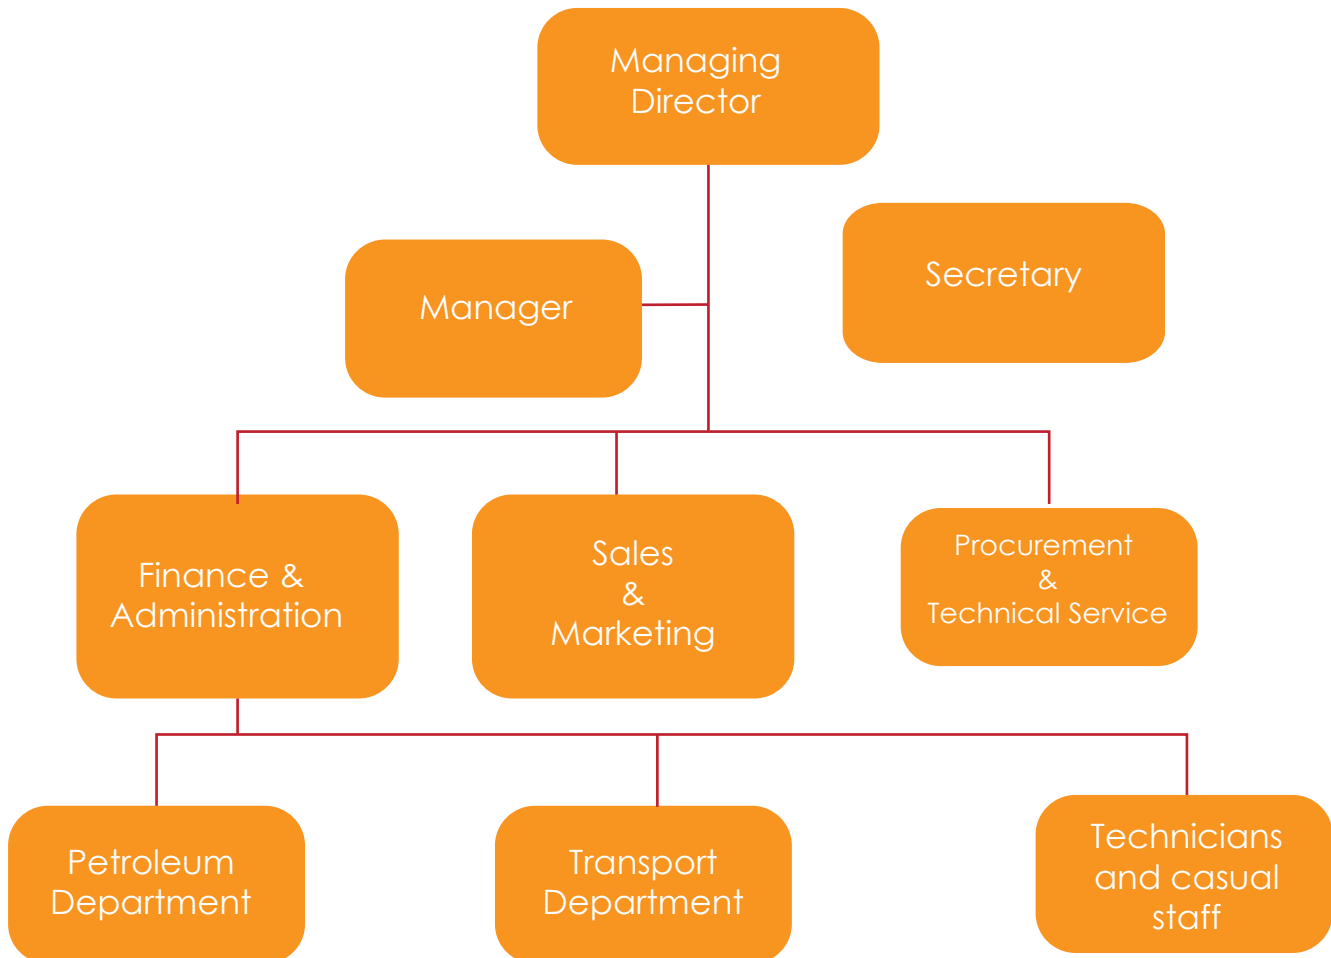 Managing
Director
Secretary
Manager
Finance &
Administration
Sales
&
Marketing
Procurement
&
Technical Service
Petroleum
Department
Transport
Department
Technicians
and casual
staff